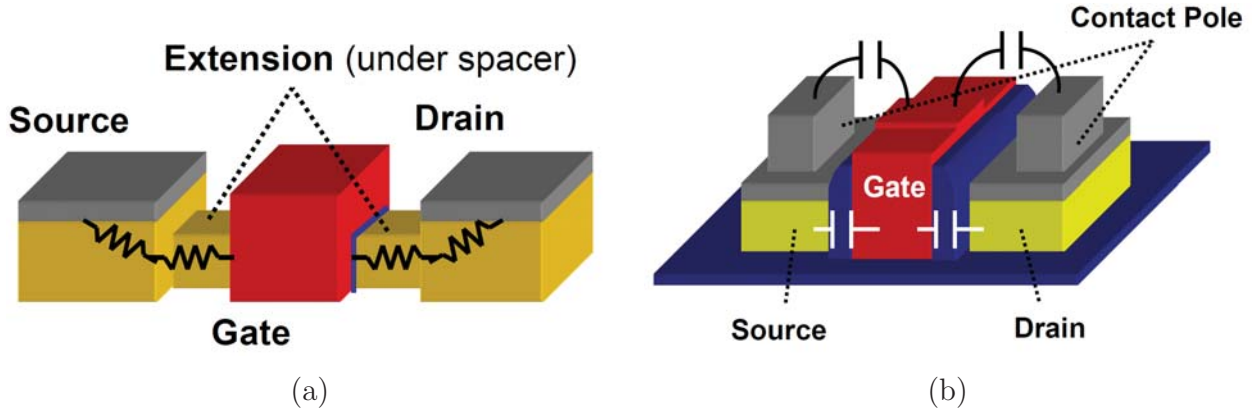 Extension (under spacer)
Source
Drain
Gate
(a)
Contact Pole
Gate
Source
Drain
(b)